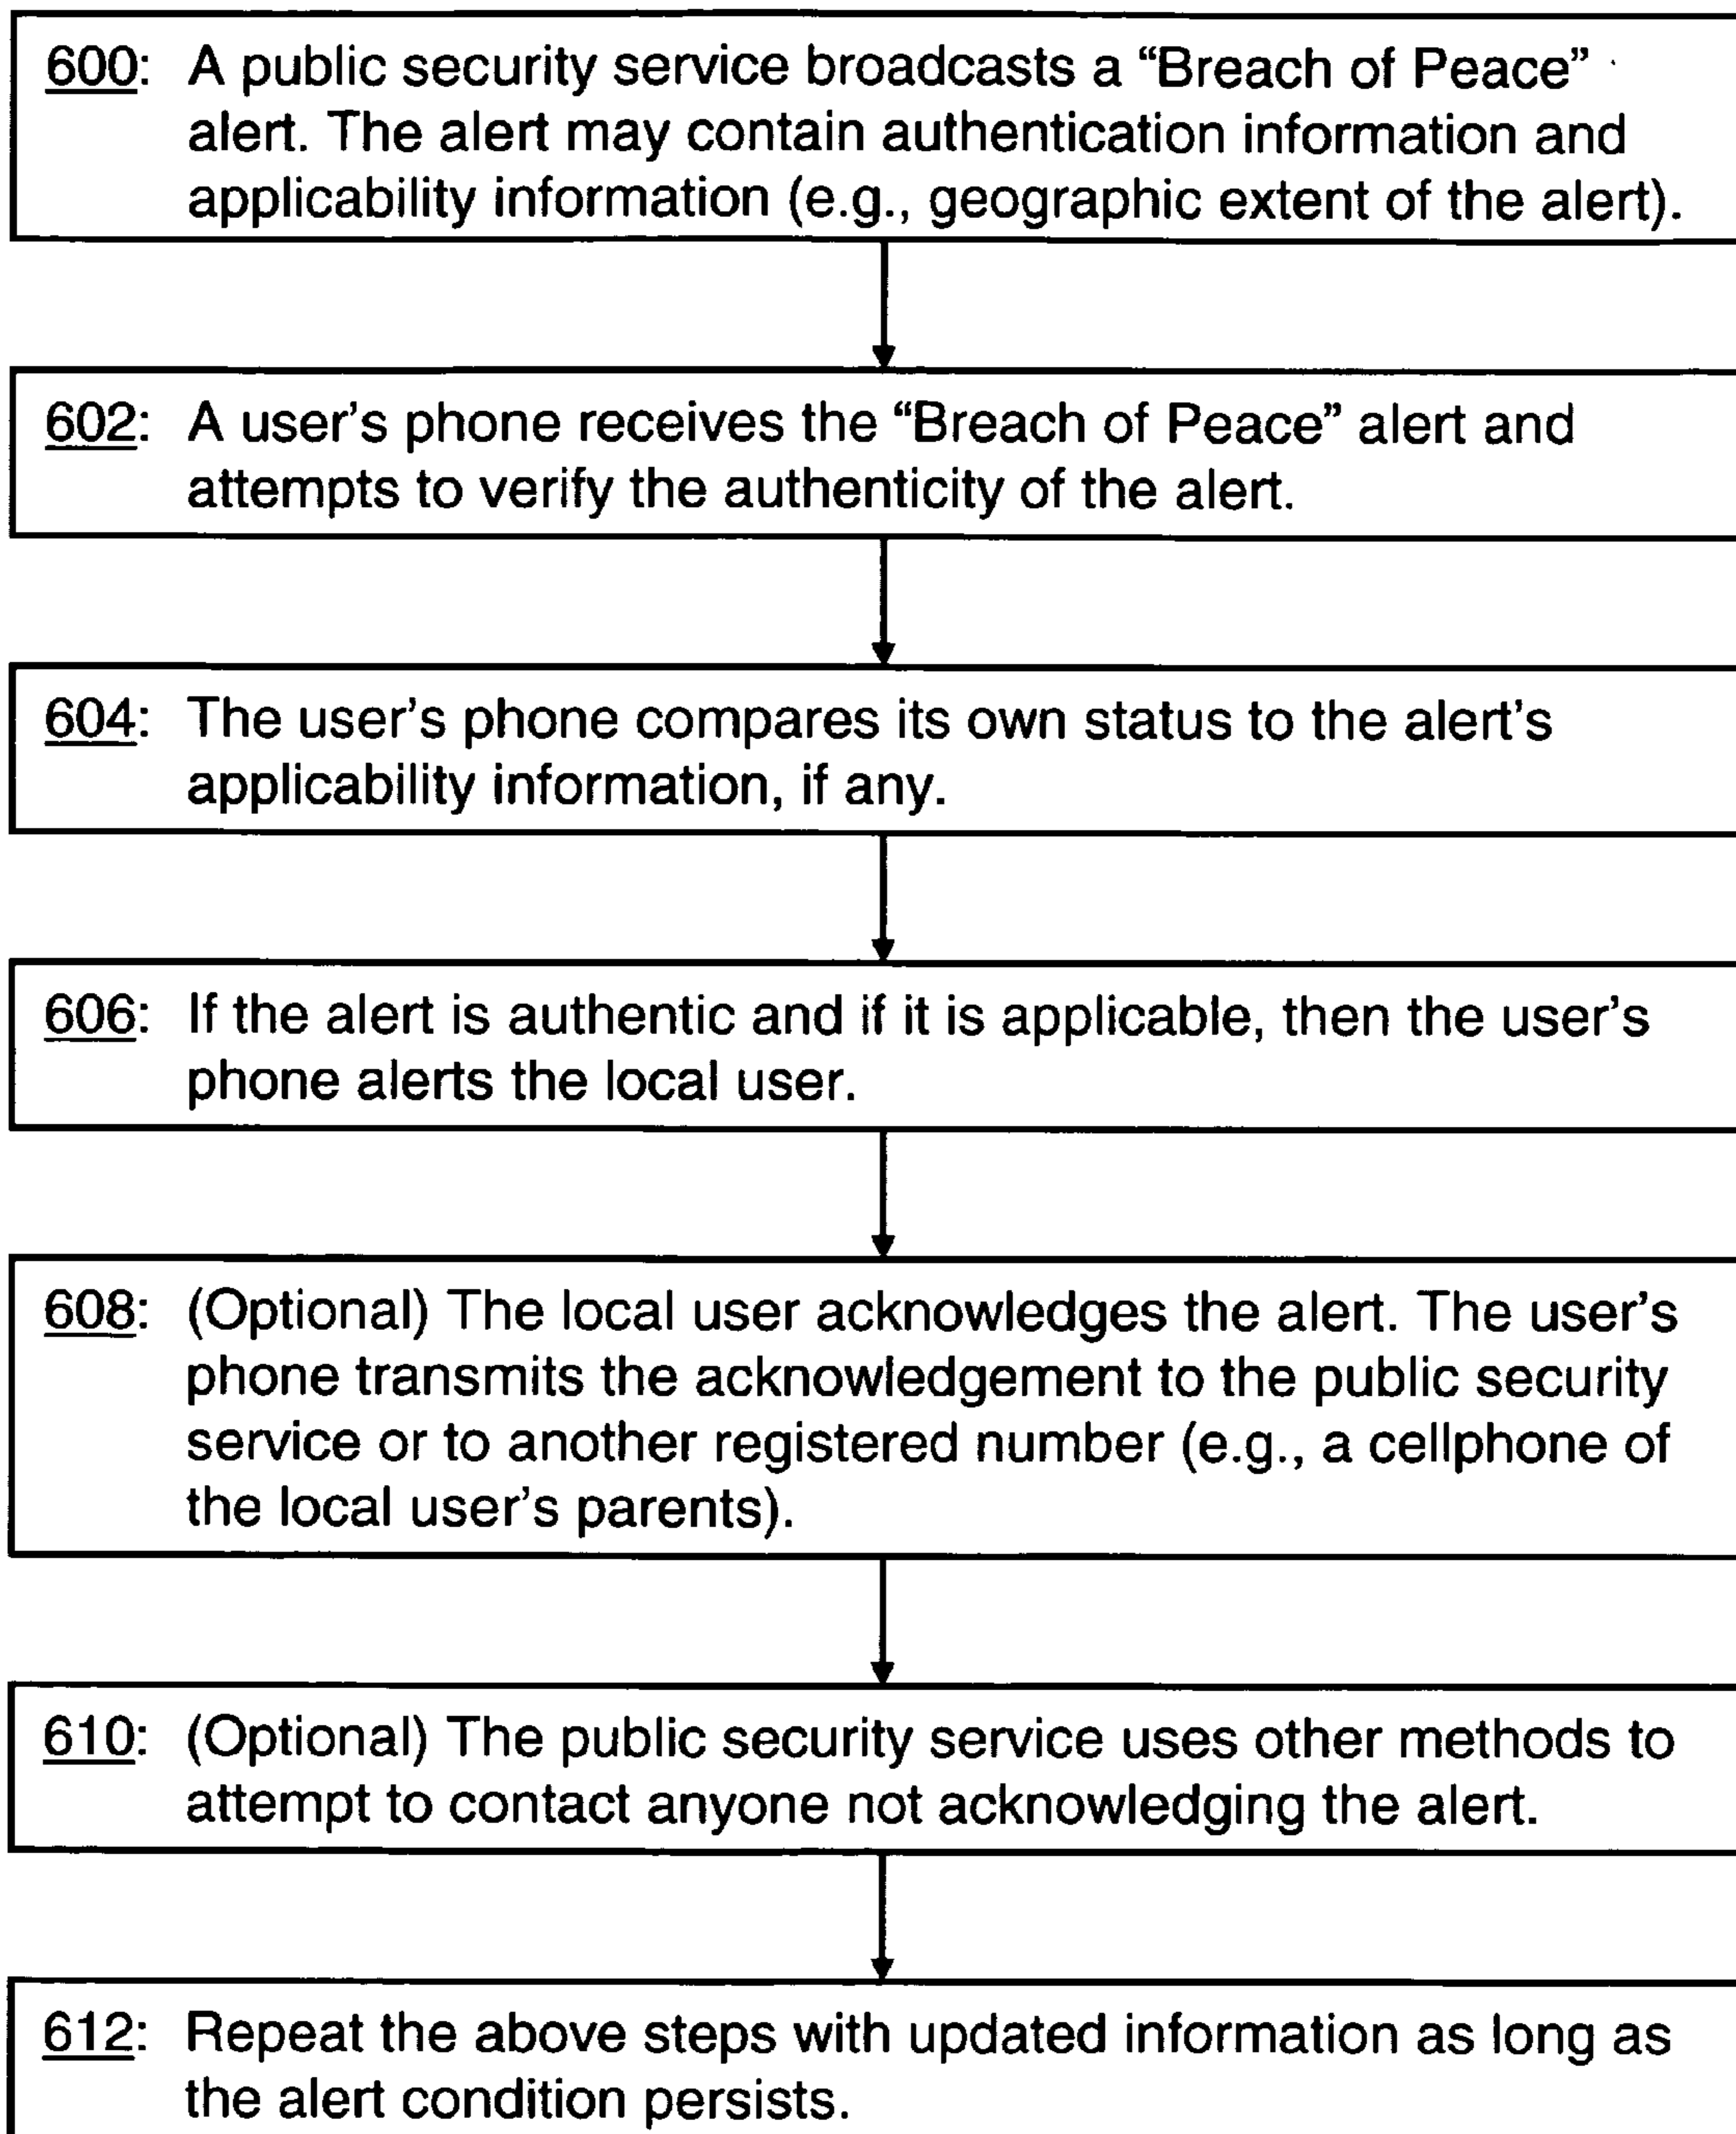 600: A public security service broadcasts a “Breach of Peace”
alert. The alert may contain authentication information and
applicability information (e.g., geographic extent of the alert).
602: A user’s phone receives the “Breach of Peace” alert and
attempts to verify the authenticity of the alert.
604: The user’s phone compares its own status to the alert’s
applicability information, if any.
606: If the alert is authentic and if it is applicable, then the user’s
phone alerts the local user.
608: (Optional) The local user acknowledges the alert. The user’s
phone transmits the acknowledgement to the public security
service or to another registered number (e.g., a cellphone of
the local user’s parents).
610: (Optional) The public security service uses other methods to
attempt to contact anyone not acknowledging the alert.
612: Repeat the above steps with updated information as long as
the alert condition persists.